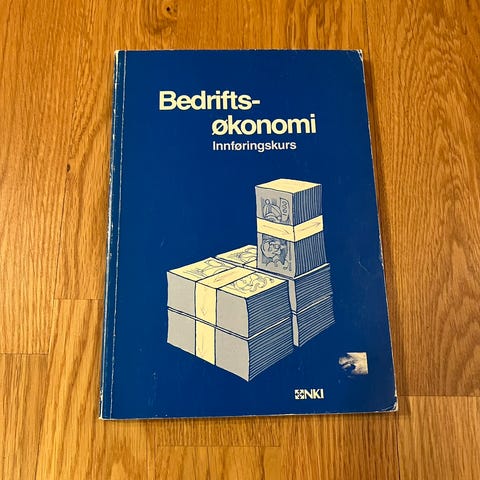 Bedrifts-
økonomi
Innføringskurs
NKI